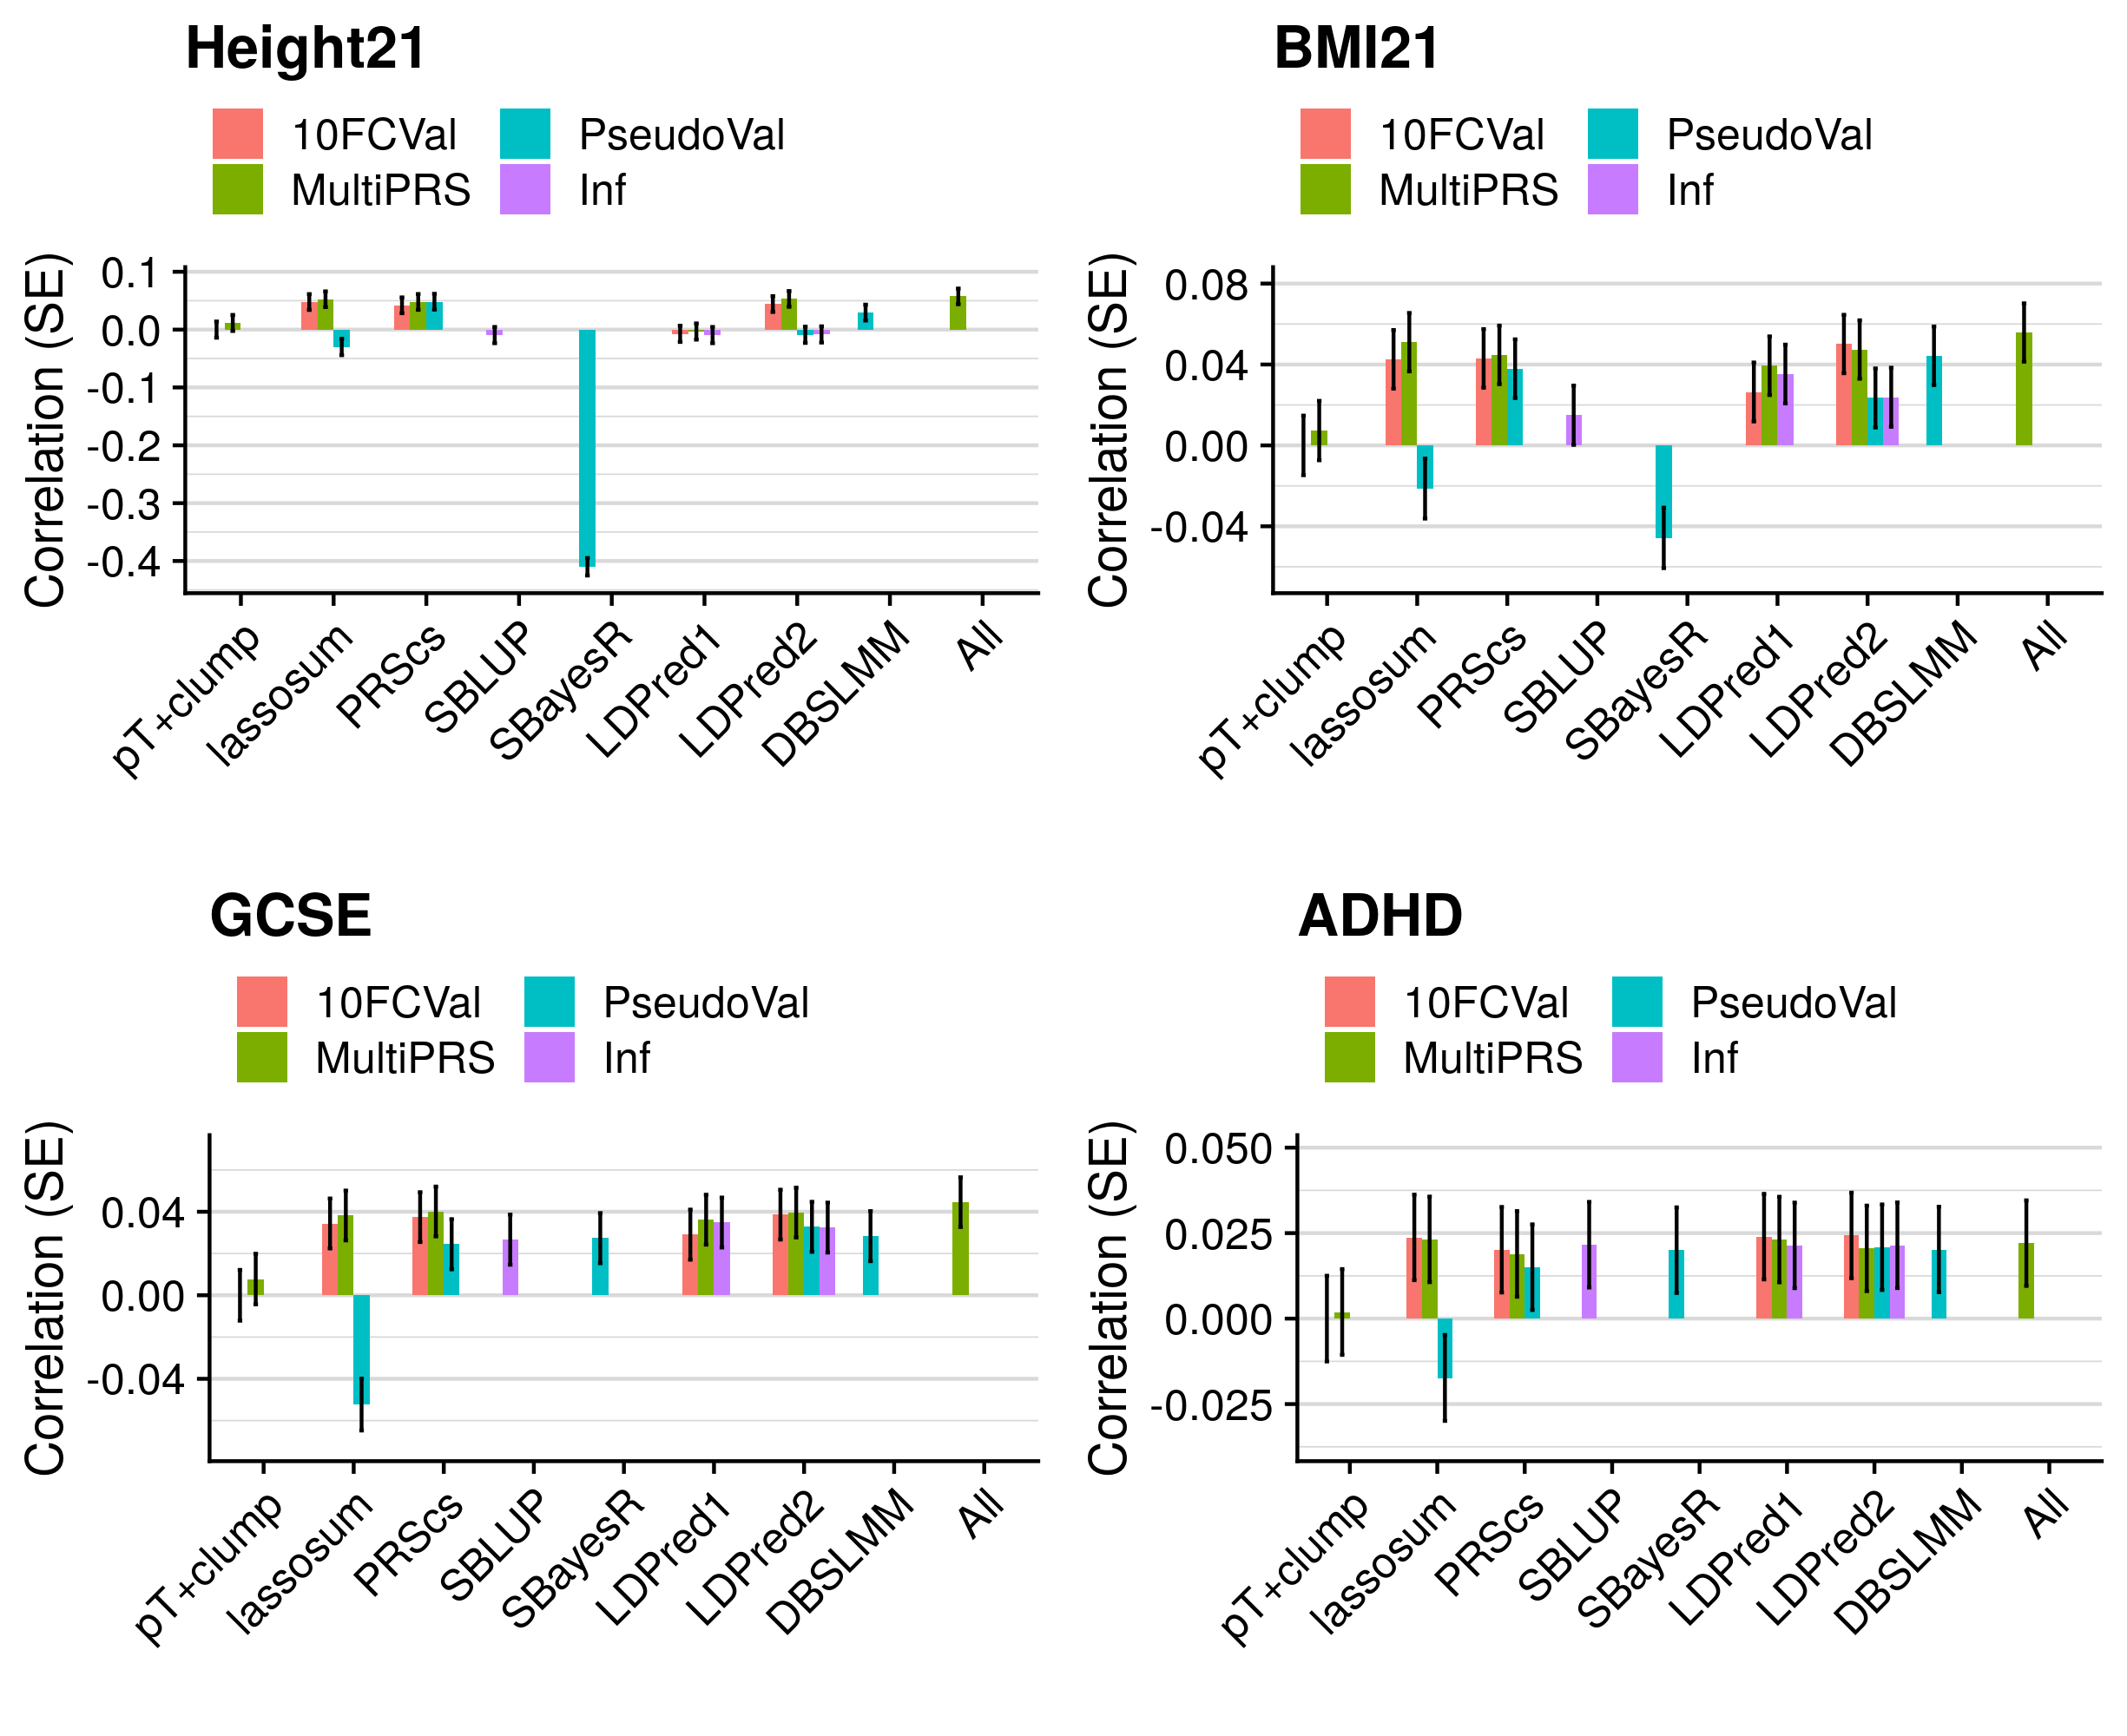 Height21
10FCVal
PseudoVal
MultiPRS
Inf
Correlation (SE)
0.1
0.0
-0.1
-0.2
-0.3
-0.4
pT+clump
lassosum
PRScs
SBLUP
SBayesR
LDPred1
LDPred2
DBSLMM
All
BMI21
10FCVal
PseudoVal
MultiPRS
Inf
Correlation (SE)
0.08
0.04
0.00
-0.04
pT+clump
lassosum
PRScs
SBLUP
SBayesR
LDPred1
LDPred2
DBSLMM
All
GCSE
10FCVal
PseudoVal
MultiPRS
Inf
Correlation (SE)
0.04
0.00
-0.04
pT+clump
lassosum
PRScs
SBLUP
SBayesR
LDPred1
LDPred2
DBSLMM
All
ADHD
10FCVal
PseudoVal
MultiPRS
Inf
Correlation (SE)
0.050
0.025
0.000
-0.025
pT+clump
lassosum
PRScs
SBLUP
SBayesR
LDPred1
LDPred2
DBSLMM
All